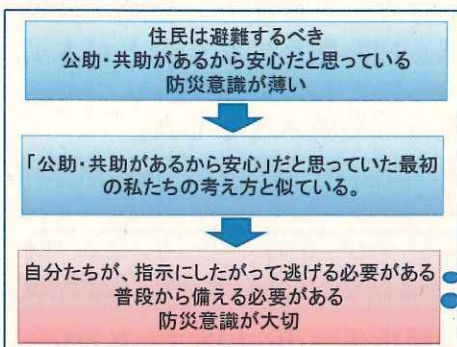 住民は避難するべき
公助・共助があるから安心だと思っている
防災意識が薄い
「公助・共助があるから安心」だと思っていた最初
の私たちの考え方と似ている。
自分たちが、指示にしたがって逃げる必要がある
普段から備える必要がある
防災意識が大切